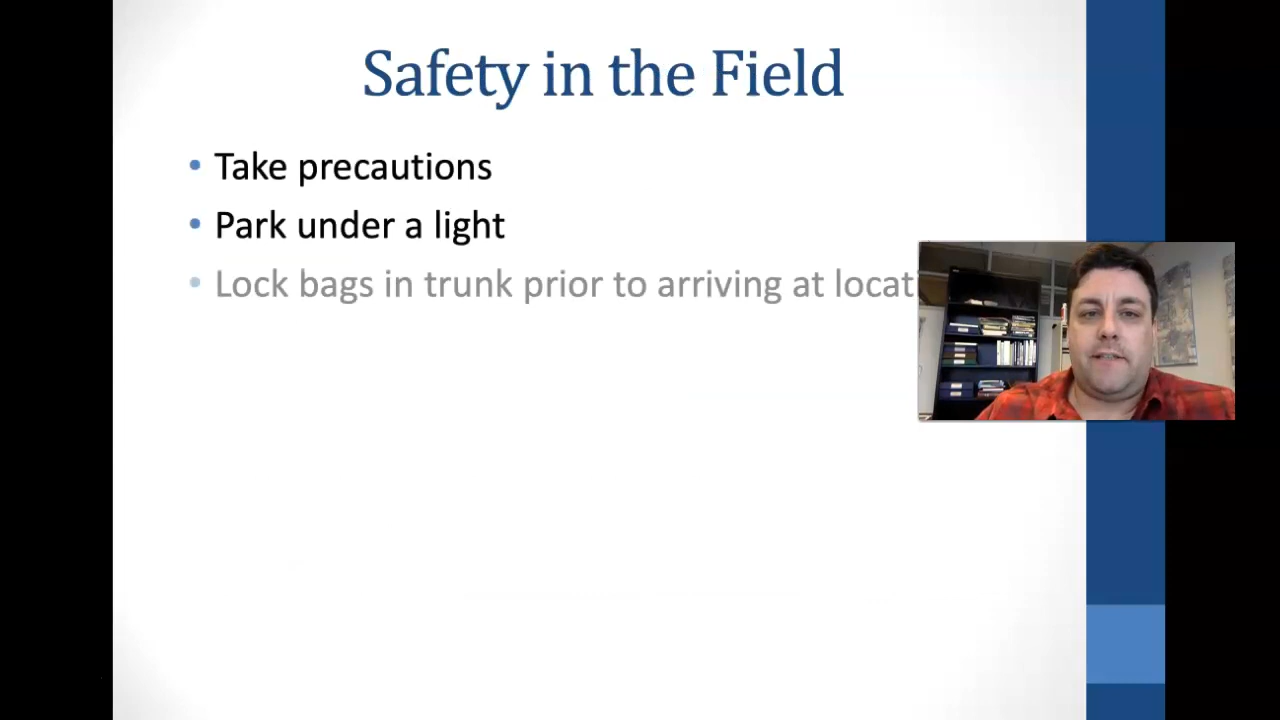 Safety in the Field
• Take precautions
• Park under a light
• Lock bags in trunk prior to arriving at locat